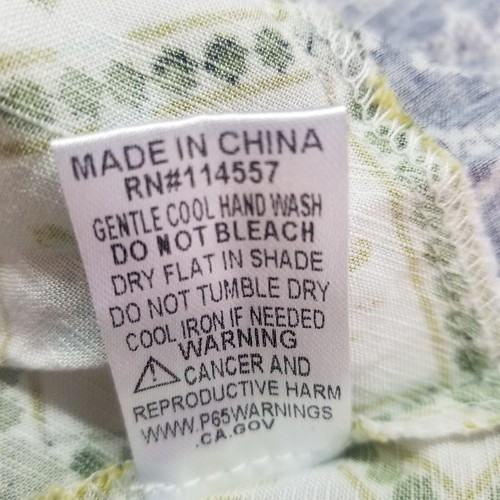 MADE IN CHINA
RN#114557
GENTLE COOL HAND WASH
DO NOT BLEACH
DRY FLAT IN SHADE
DO NOT TUMBLE DRY
COOL IRON IF NEEDED
WARNING
CANCER AND
REPRODUCTIVE HARM
WWW.P65WARNINGS
.CA.GOV